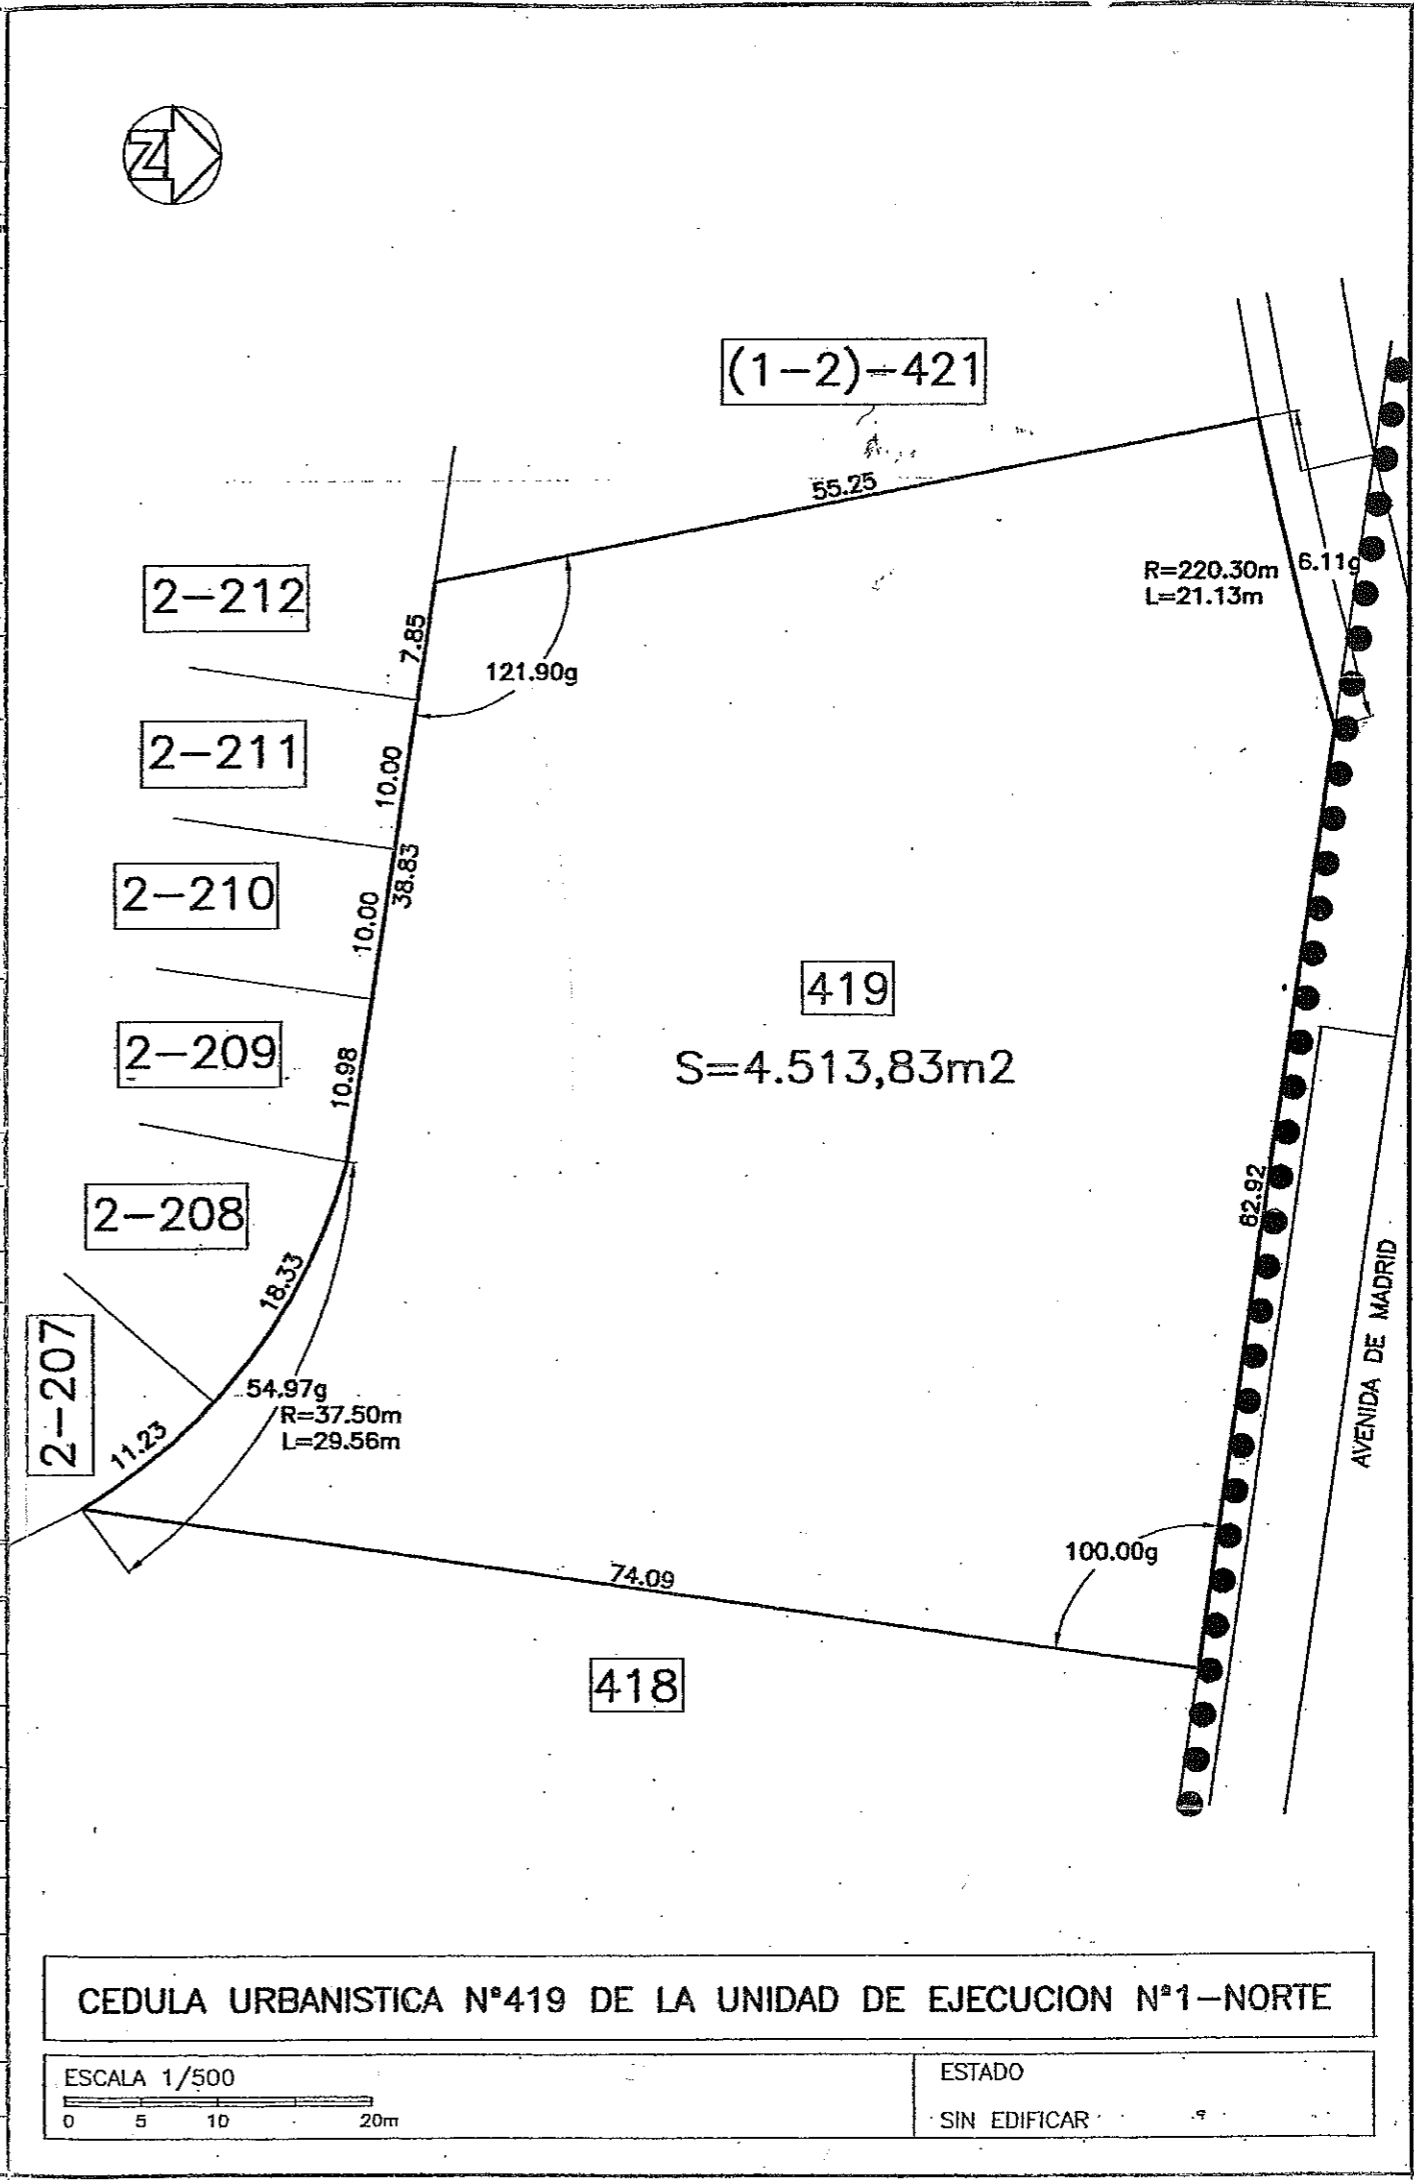 N
(1-2)-421
55.25
R=220.30m
L=21.13m
6.11g
2-212
7.85
121.90g
2-211
10.00
38.83
2-210
10.00
419
S=4.513,83m2
2-209
10.98
2-208
18.33
82.92
AVENIDA DE MADRID
2-207
54.97g
R=37.50m
L=29.56m
11.23
100.00g
74.09
418
CEDULA URBANISTICA Nº419 DE LA UNIDAD DE EJECUCION Nº1-NORTE
ESCALA 1/500
0 5 10 20m
ESTADO
SIN EDIFICAR